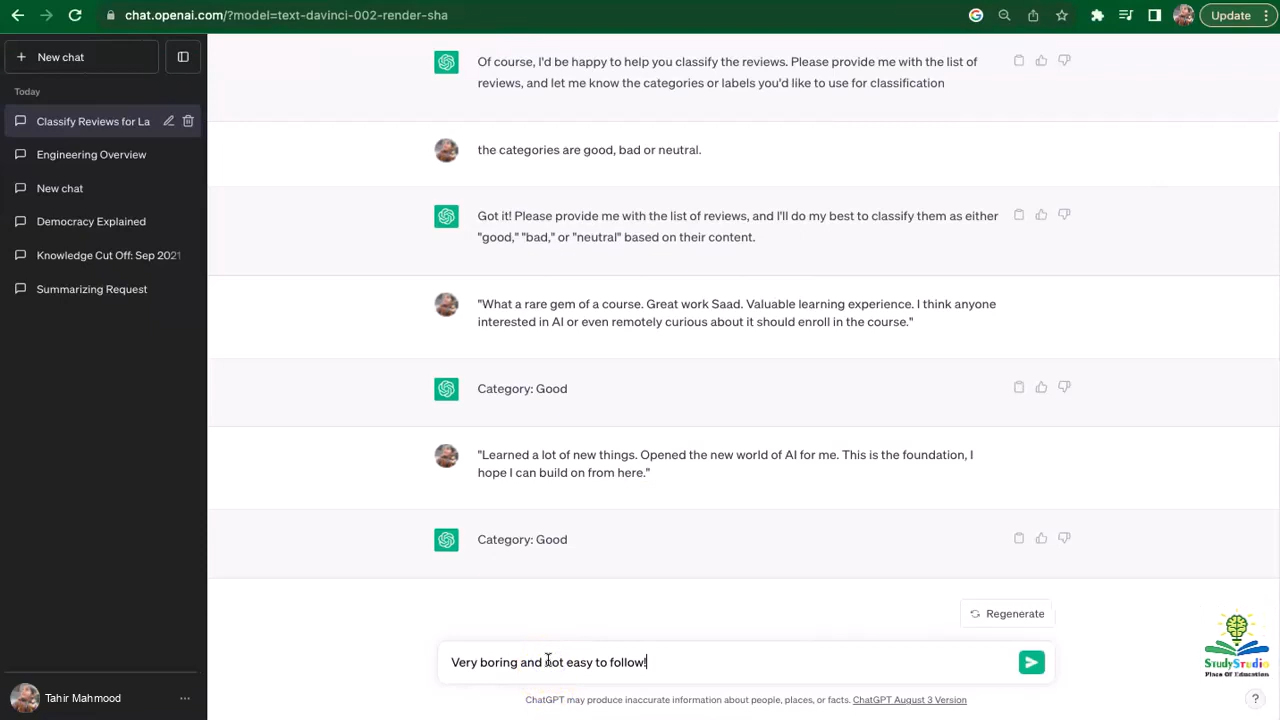 chat.openai.com/?model=text-davinci-002-render-sha
Update
New chat
Today
Classify Reviews for La
Engineering Overview
New chat
Democracy Explained
Knowledge Cut Off: Sep 2021
Summarizing Request
Tahir Mahmood
Of course, I'd be happy to help you classify the reviews. Please provide me with the list of
reviews, and let me know the categories or labels you'd like to use for classification
the categories are good, bad or neutral.
Got it! Please provide me with the list of reviews, and I'll do my best to classify them as either
"good," "bad," or "neutral" based on their content.
"What a rare gem of a course. Great work Saad. Valuable learning experience. I think anyone
interested in AI or even remotely curious about it should enroll in the course."
Category: Good
"Learned a lot of new things. Opened the new world of AI for me. This is the foundation, I
hope I can build on from here."
Category: Good
Regenerate
Very boring and not easy to follow!
ChatGPT may produce inaccurate information about people, places, or facts. ChatGPT August 3 Version
StudyStudio
Place Of Education
?